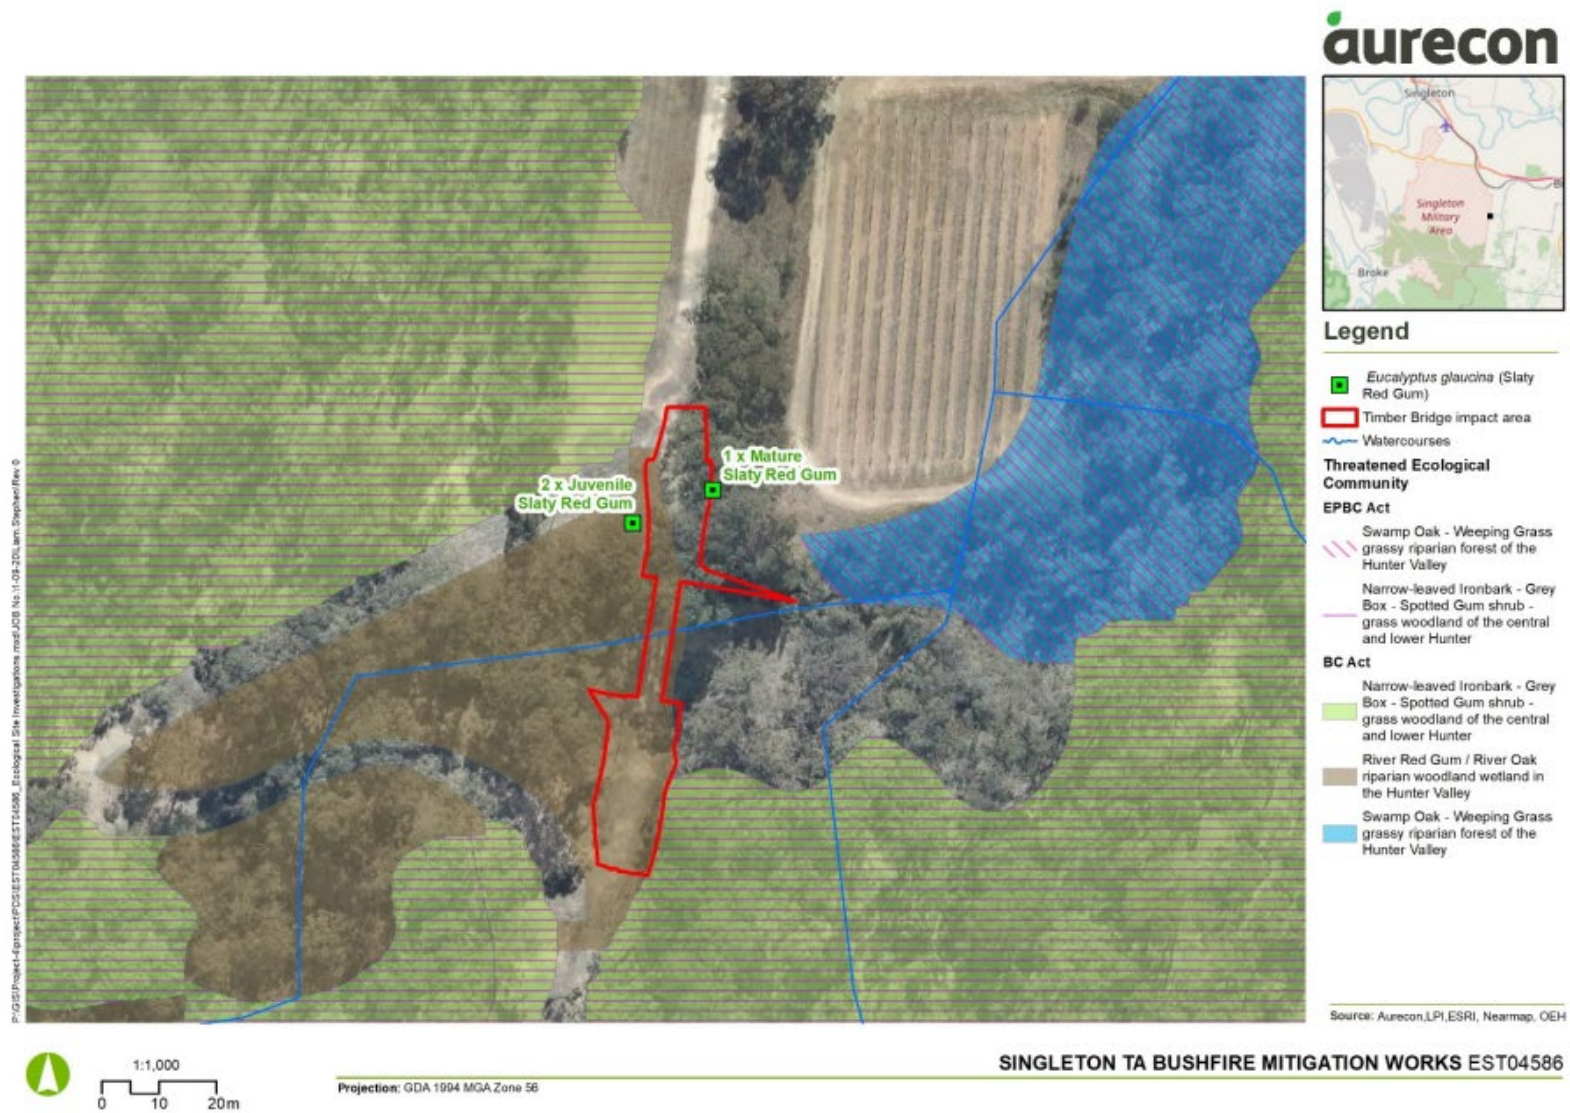 aurecon
Singleton
Singleton
Military
Area
Broke
Bi
Legend
Eucalyptus glaucina (Slaty
Red Gum)
Timber Bridge impact area
Watercourses
Threatened Ecological
Community
EPBC Act
Swamp Oak - Weeping Grass
grassy riparian forest of the
Hunter Valley
Narrow-leaved Ironbark - Grey
Box - Spotted Gum shrub -
grass woodland of the central
and lower Hunter
BC Act
Narrow-leaved Ironbark - Grey
Box - Spotted Gum shrub -
grass woodland of the central
and lower Hunter
River Red Gum / River Oak
riparian woodland wetland in
the Hunter Valley
Swamp Oak - Weeping Grass
grassy riparian forest of the
Hunter Valley
1 x Mature
Slaty Red Gum
2 x Juvenile
Slaty Red Gum
Source: Aurecon,LPI,ESRI, Nearmap, OEH
SINGLETON TA BUSHFIRE MITIGATION WORKS EST04586
1:1,000
0 10 20m
Projection: GDA 1994 MGA Zone 56